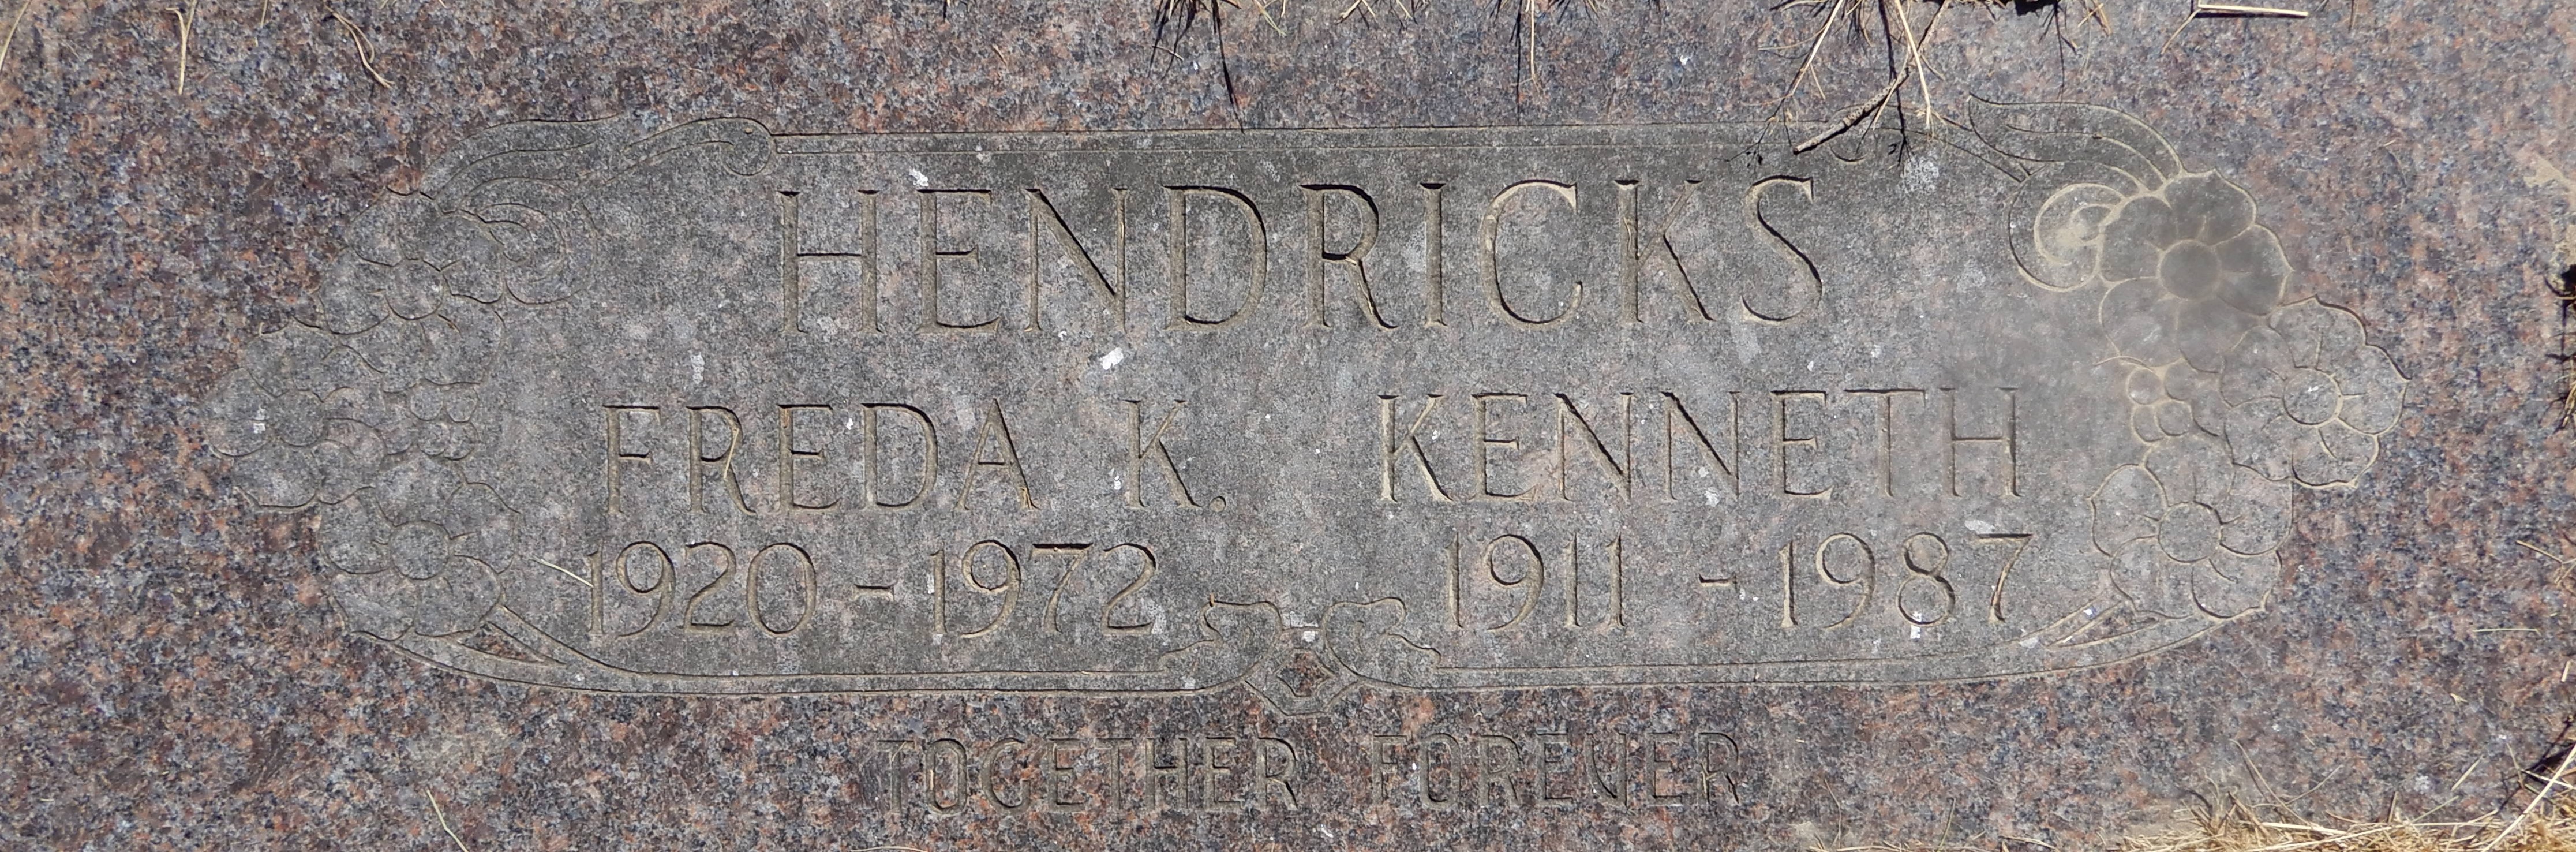 HENDRICKS
FREDA K. KENNETH
1920 - 1972 1911 - 1987
TOGETHER FOREVER